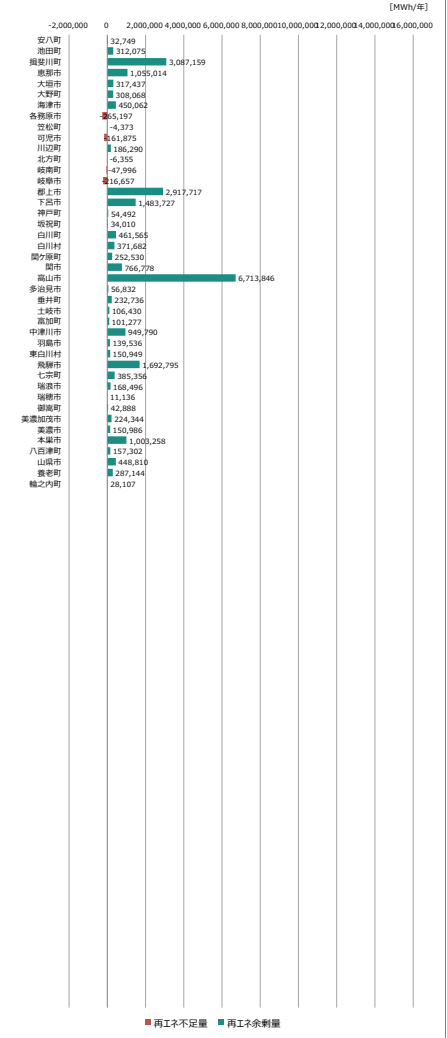 [MWh/年]
-2,000,000 0 2,000,000 4,000,000 6,000,000 8,000,000 10,000,000 12,000,000 14,000,000 16,000,000
安八町 32,749
池田町 312,075
揖斐川町 3,087,159
恵那市 1,055,014
大垣市 317,437
大野町 308,068
海津市 450,062
各務原市 -265,197
笠松町 -4,373
可児市 -161,875
川辺町 186,290
北方町 -6,355
岐南町 -47,996
岐阜市 -216,657
郡上市 2,917,717
下呂市 1,483,727
神戸町 54,492
坂祝町 34,010
白川町 461,565
白川村 371,682
関ケ原町 252,530
関市 766,778
高山市 6,713,846
多治見市 56,832
垂井町 232,736
土岐市 106,430
富加町 101,277
中津川市 949,790
羽島市 139,536
東白川村 150,949
飛騨市 1,692,795
七宗町 385,356
瑞浪市 168,496
瑞穂市 11,136
御嵩町 42,888
美濃加茂市 224,344
美濃市 150,986
本巣市 1,003,258
八百津町 157,302
山県市 448,810
養老町 287,144
輪之内町 28,107
再エネ不足量 再エネ余剰量